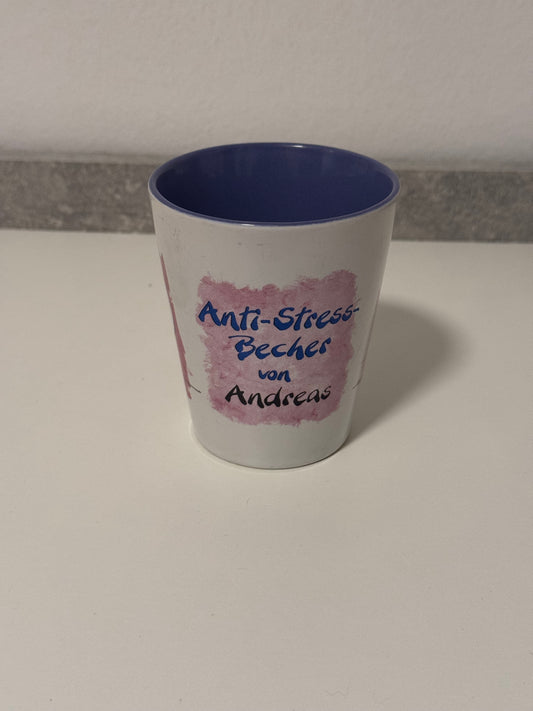 Anti-Stress-
Becher
von
Andreas